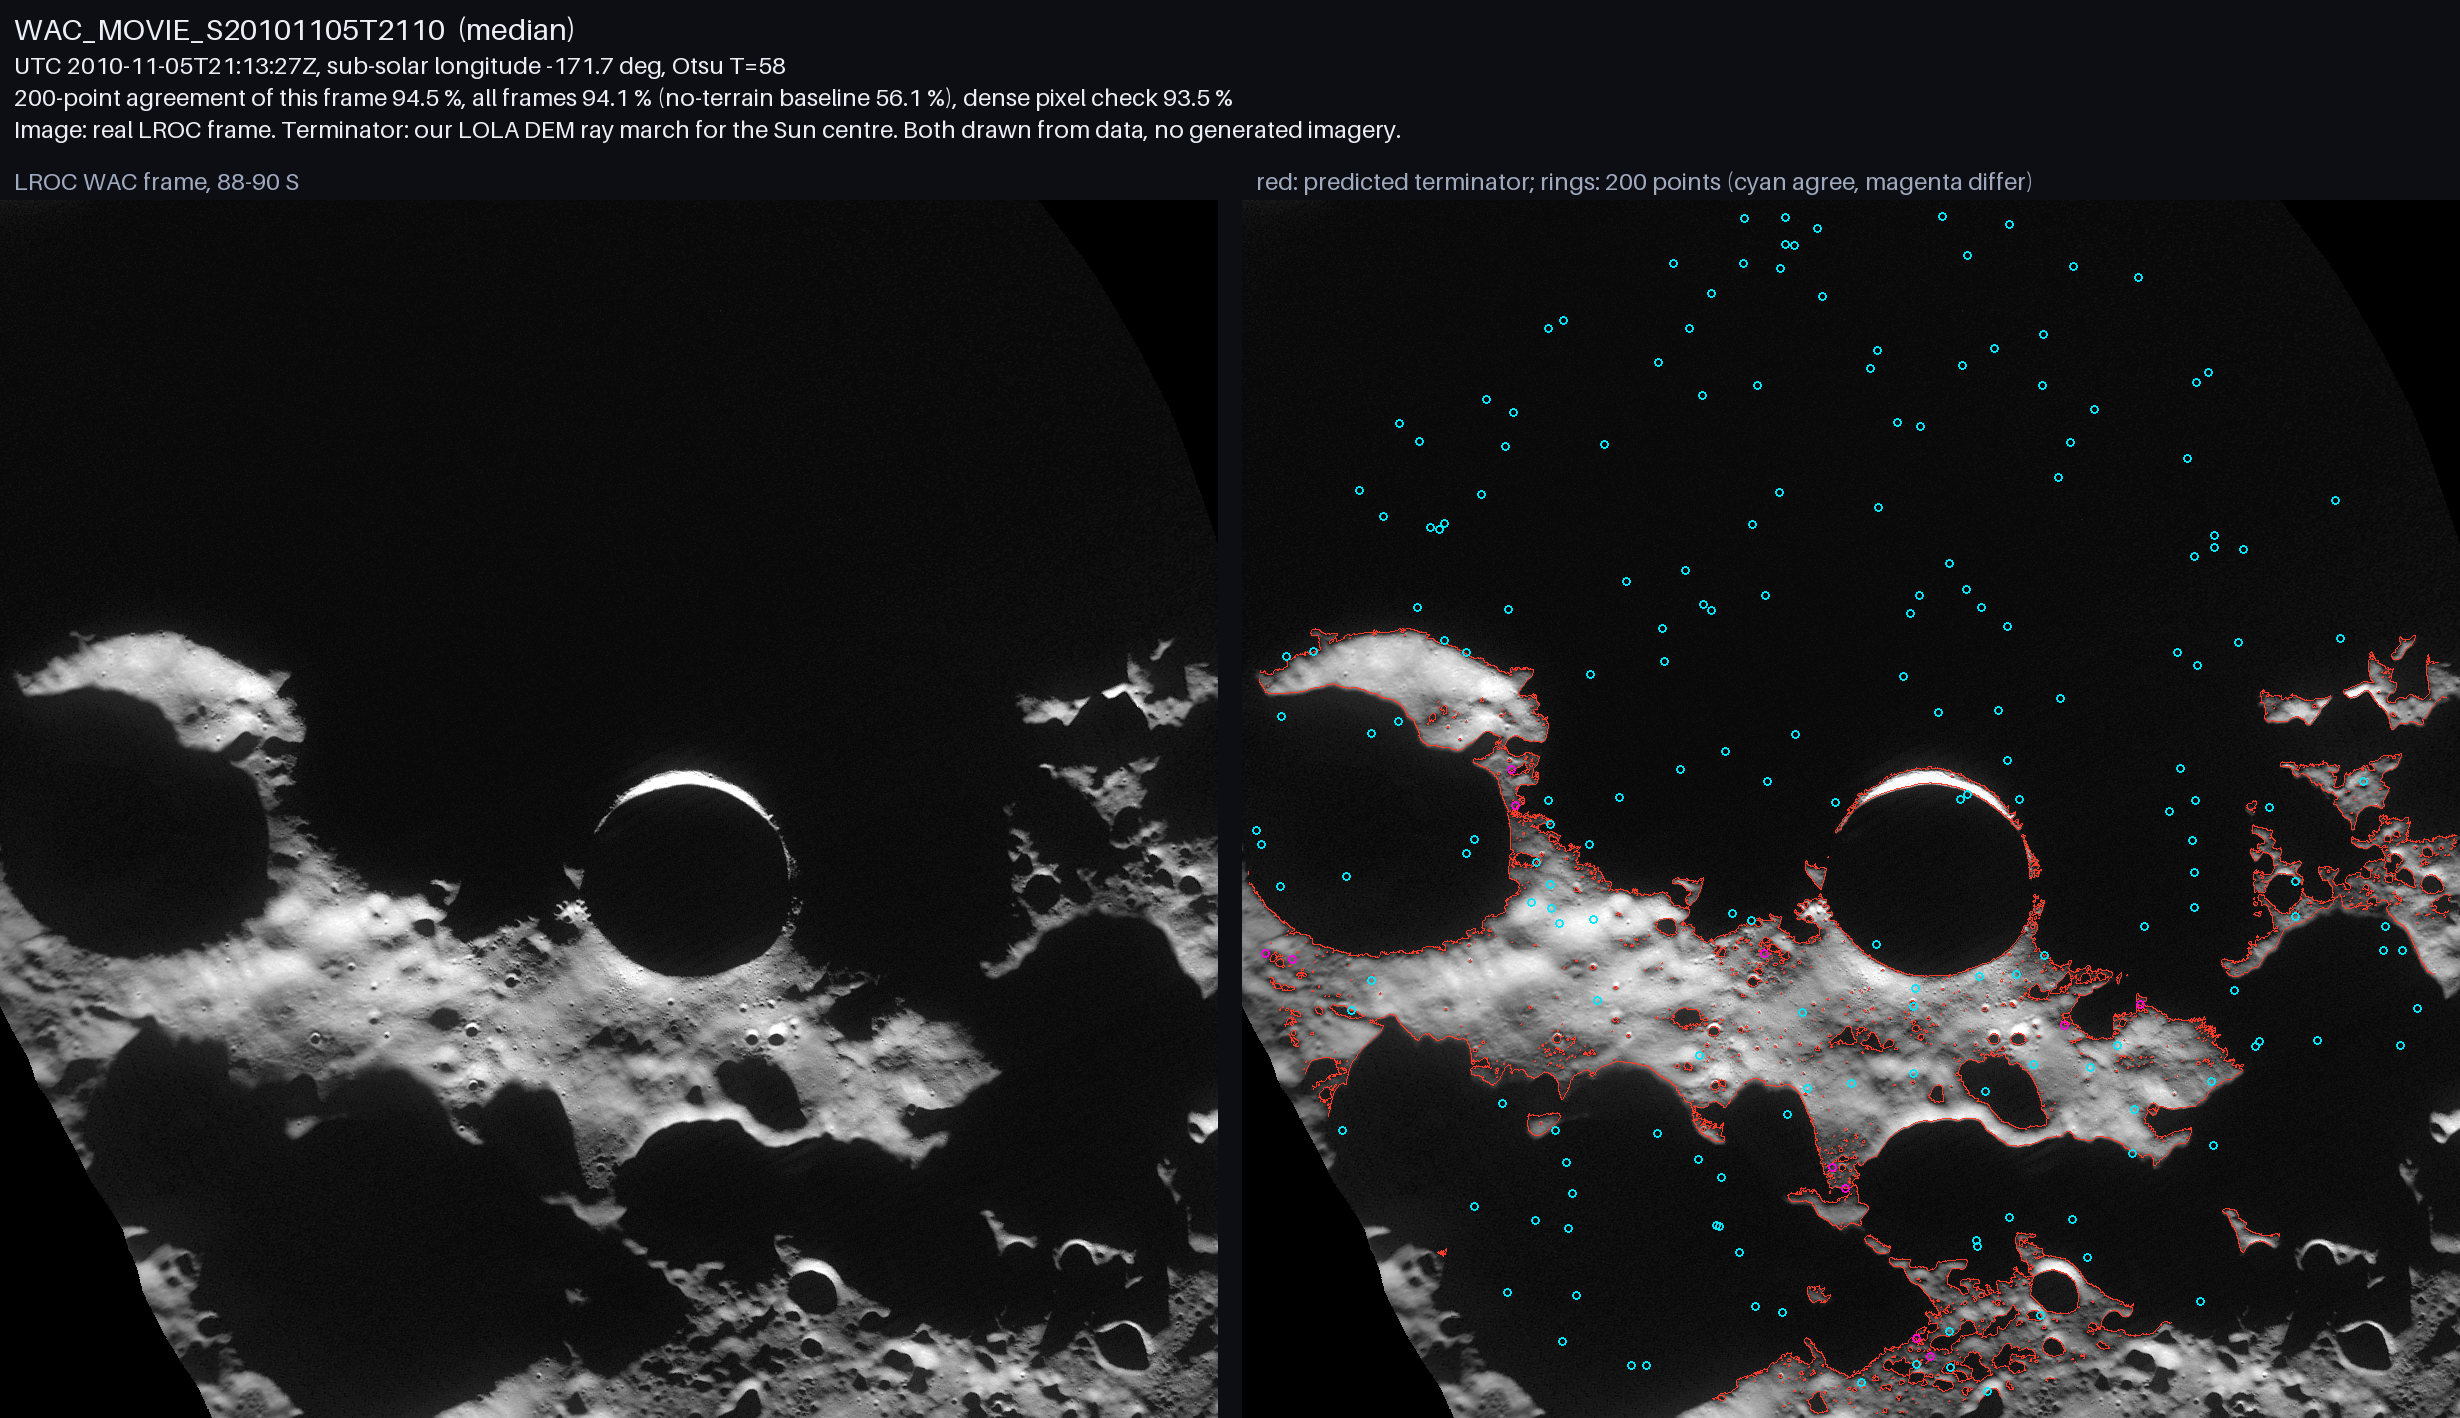 WAC_MOVIE_S20101105T2110 (median)
UTC 2010-11-05T21:13:27Z, sub-solar longitude -171.7 deg, Otsu T=58
200-point agreement of this frame 94.5 %, all frames 94.1 % (no-terrain baseline 56.1 %), dense pixel check 93.5 %
Image: real LROC frame. Terminator: our LOLA DEM ray march for the Sun centre. Both drawn from data, no generated imagery.
LROC WAC frame, 88-90 S
red: predicted terminator; rings: 200 points (cyan agree, magenta differ)